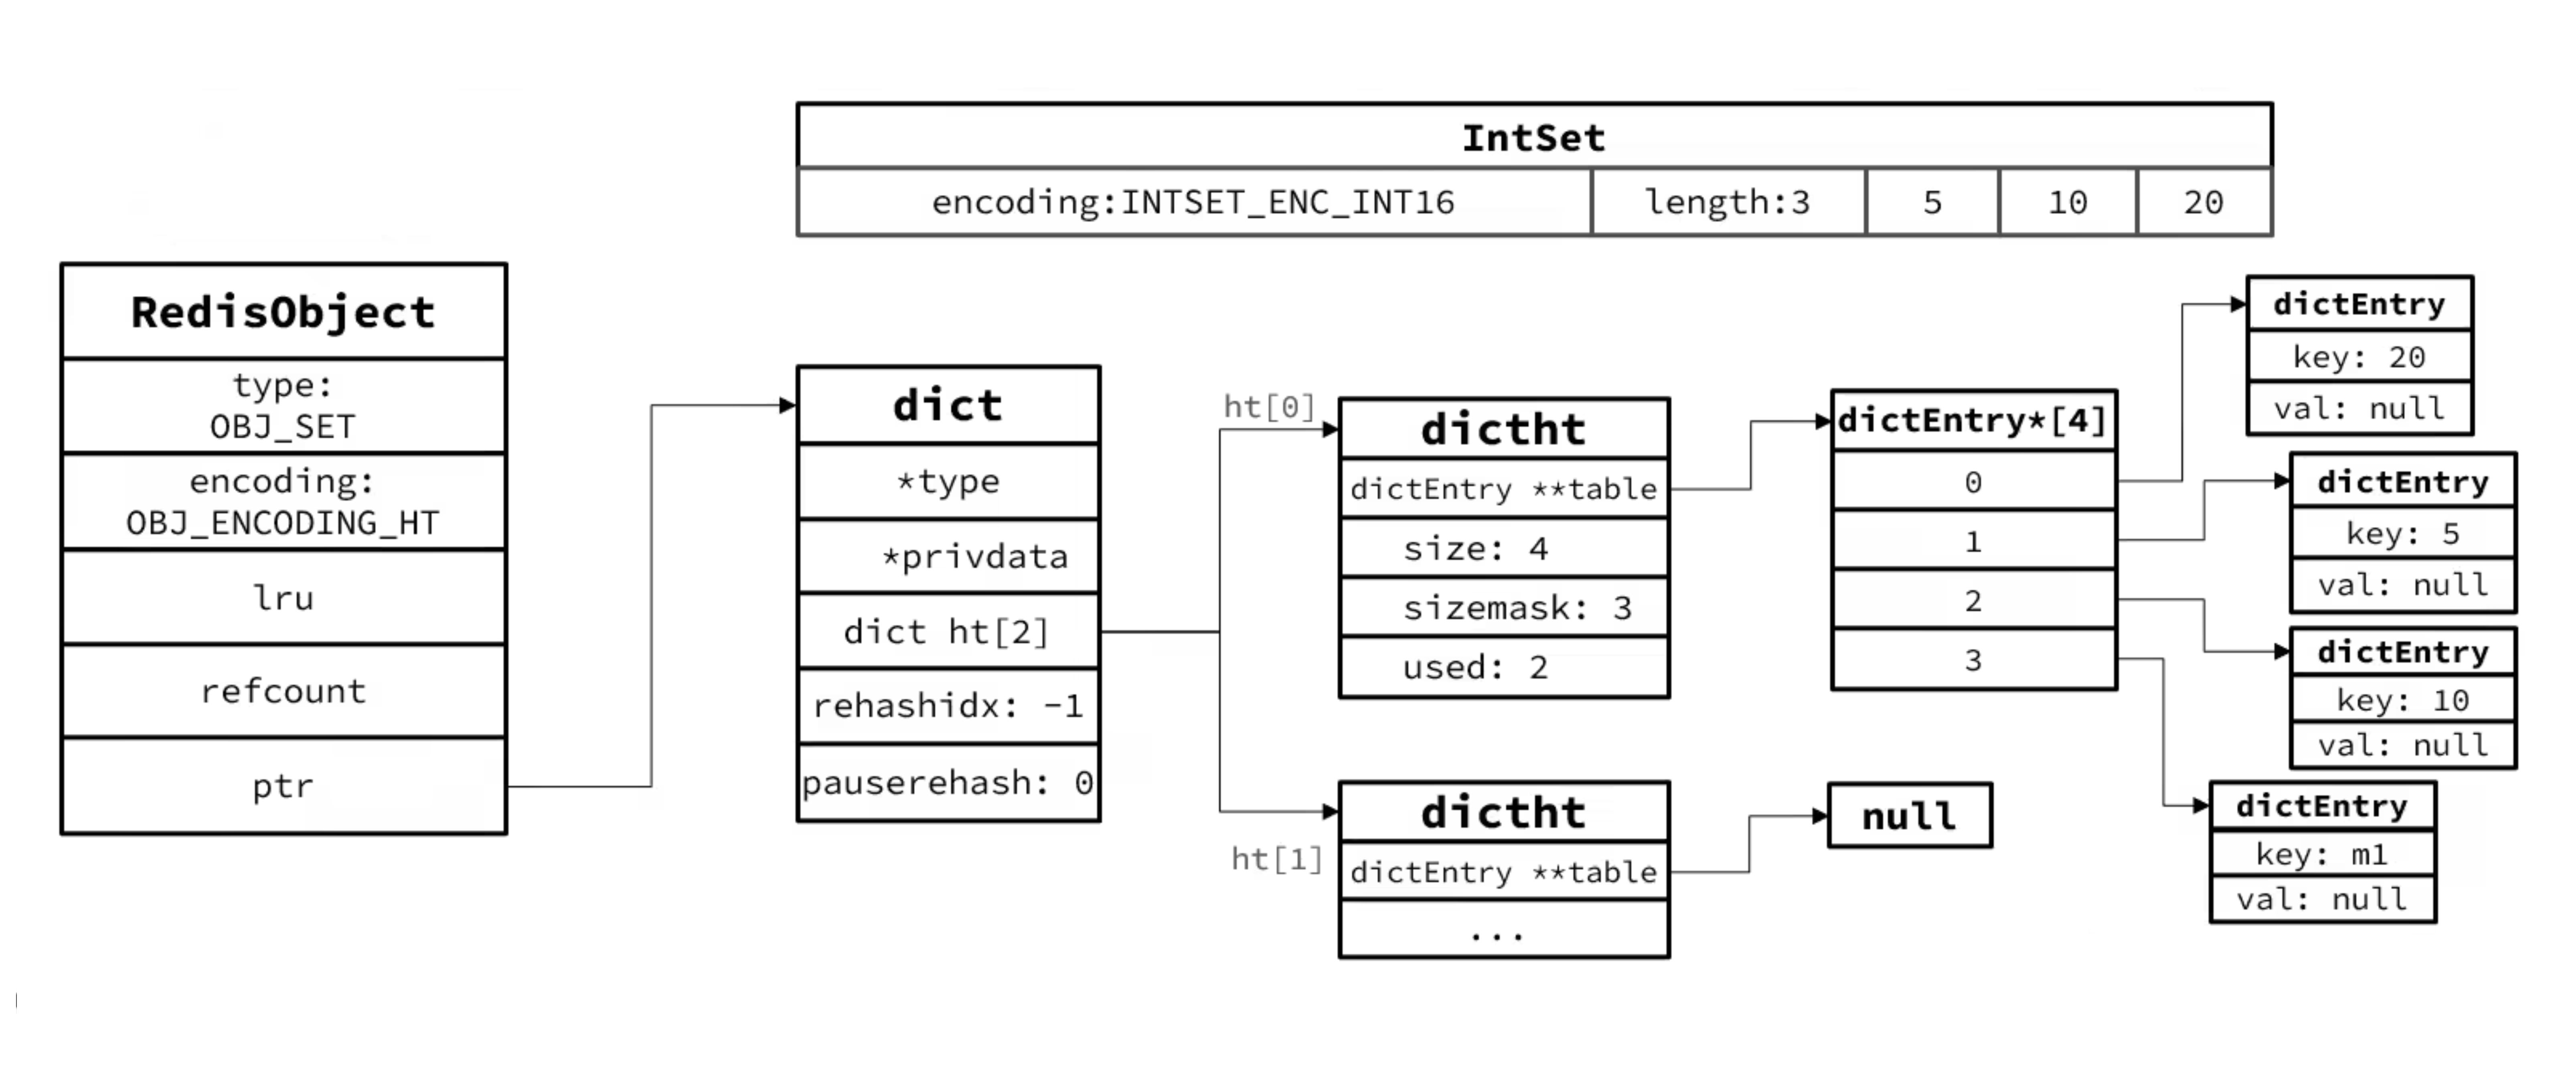 IntSet
encoding:INTSET_ENC_INT16 length:3 5 10 20
RedisObject
type:
OBJ_SET
encoding:
OBJ_ENCODING_HT
lru
refcount
ptr
dict
*type
*privdata
dict ht[2]
rehashidx: -1
pauserehash: 0
ht[0]
dictht
dictEntry **table
size: 4
sizemask: 3
used: 2
ht[1]
dictht
dictEntry **table
...
dictEntry*[4]
0
1
2
3
null
dictEntry
key: 20
val: null
dictEntry
key: 5
val: null
dictEntry
key: 10
val: null
dictEntry
key: m1
val: null